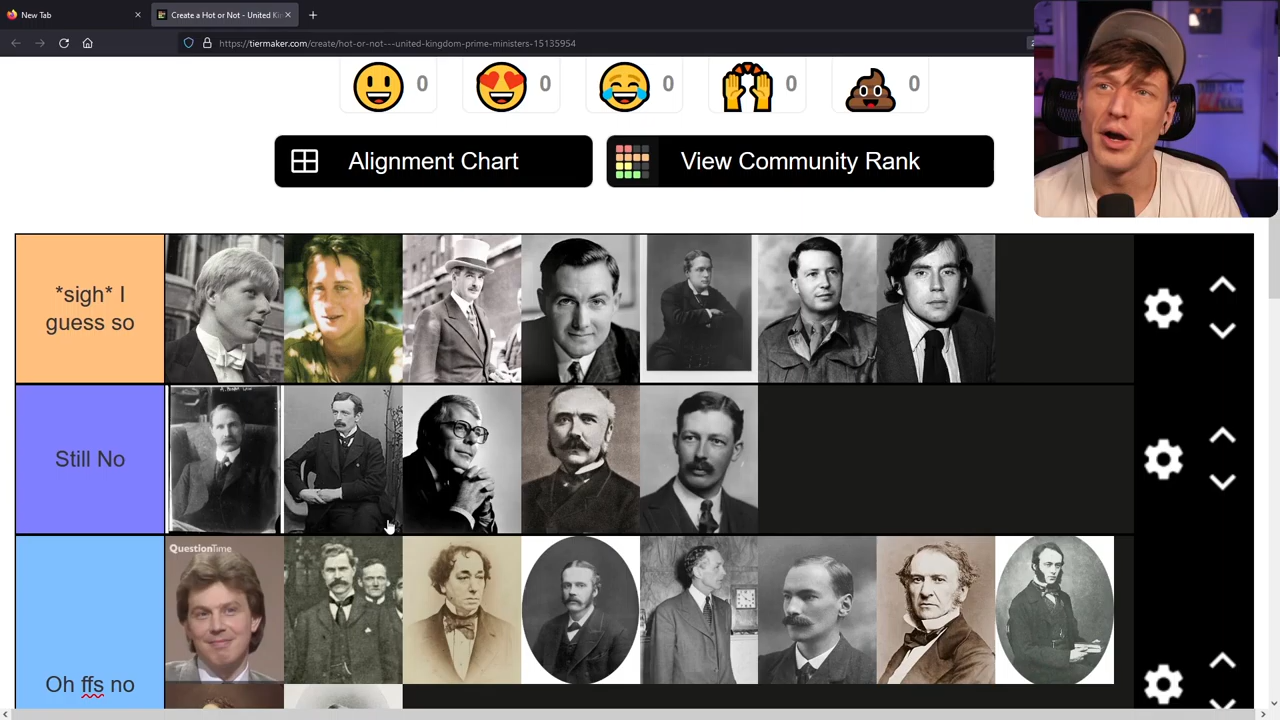 New Tab
Create a Hot or Not - United Ki
https://tiermaker.com/create/hot-or-not---united-kingdom-prime-ministers-15135954
0
0
0
0
0
Alignment Chart
View Community Rank
*sigh* I
guess so
Still No
QuestionTime
Oh ffs no